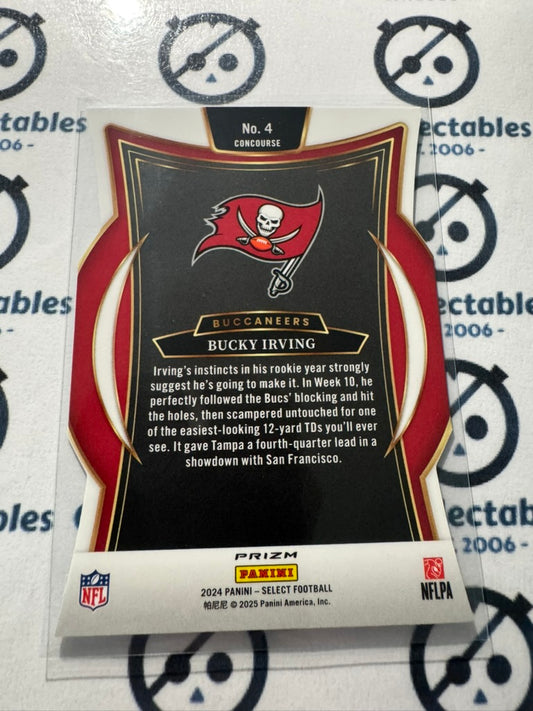 ctables
2006 -
ectables
2006 -
No. 4
CONCOURSE
BUCCANEERS
BUCKY IRVING
Irving's instincts in his rookie year strongly
suggest he's going to make it. In Week 10, he
perfectly followed the Bucs' blocking and hit
the holes, then scampered untouched for one
of the easiest-looking 12-yard TDs you'll ever
see. It gave Tampa a fourth-quarter lead in a
showdown with San Francisco.
ables
06 -
ectable
2006 -
bles
ectab
2006 -
PRIZM
PANINI
2024 PANINI – SELECT FOOTBALL
帕尼尼 © 2025 Panini America, Inc.
NFL
NFLPA